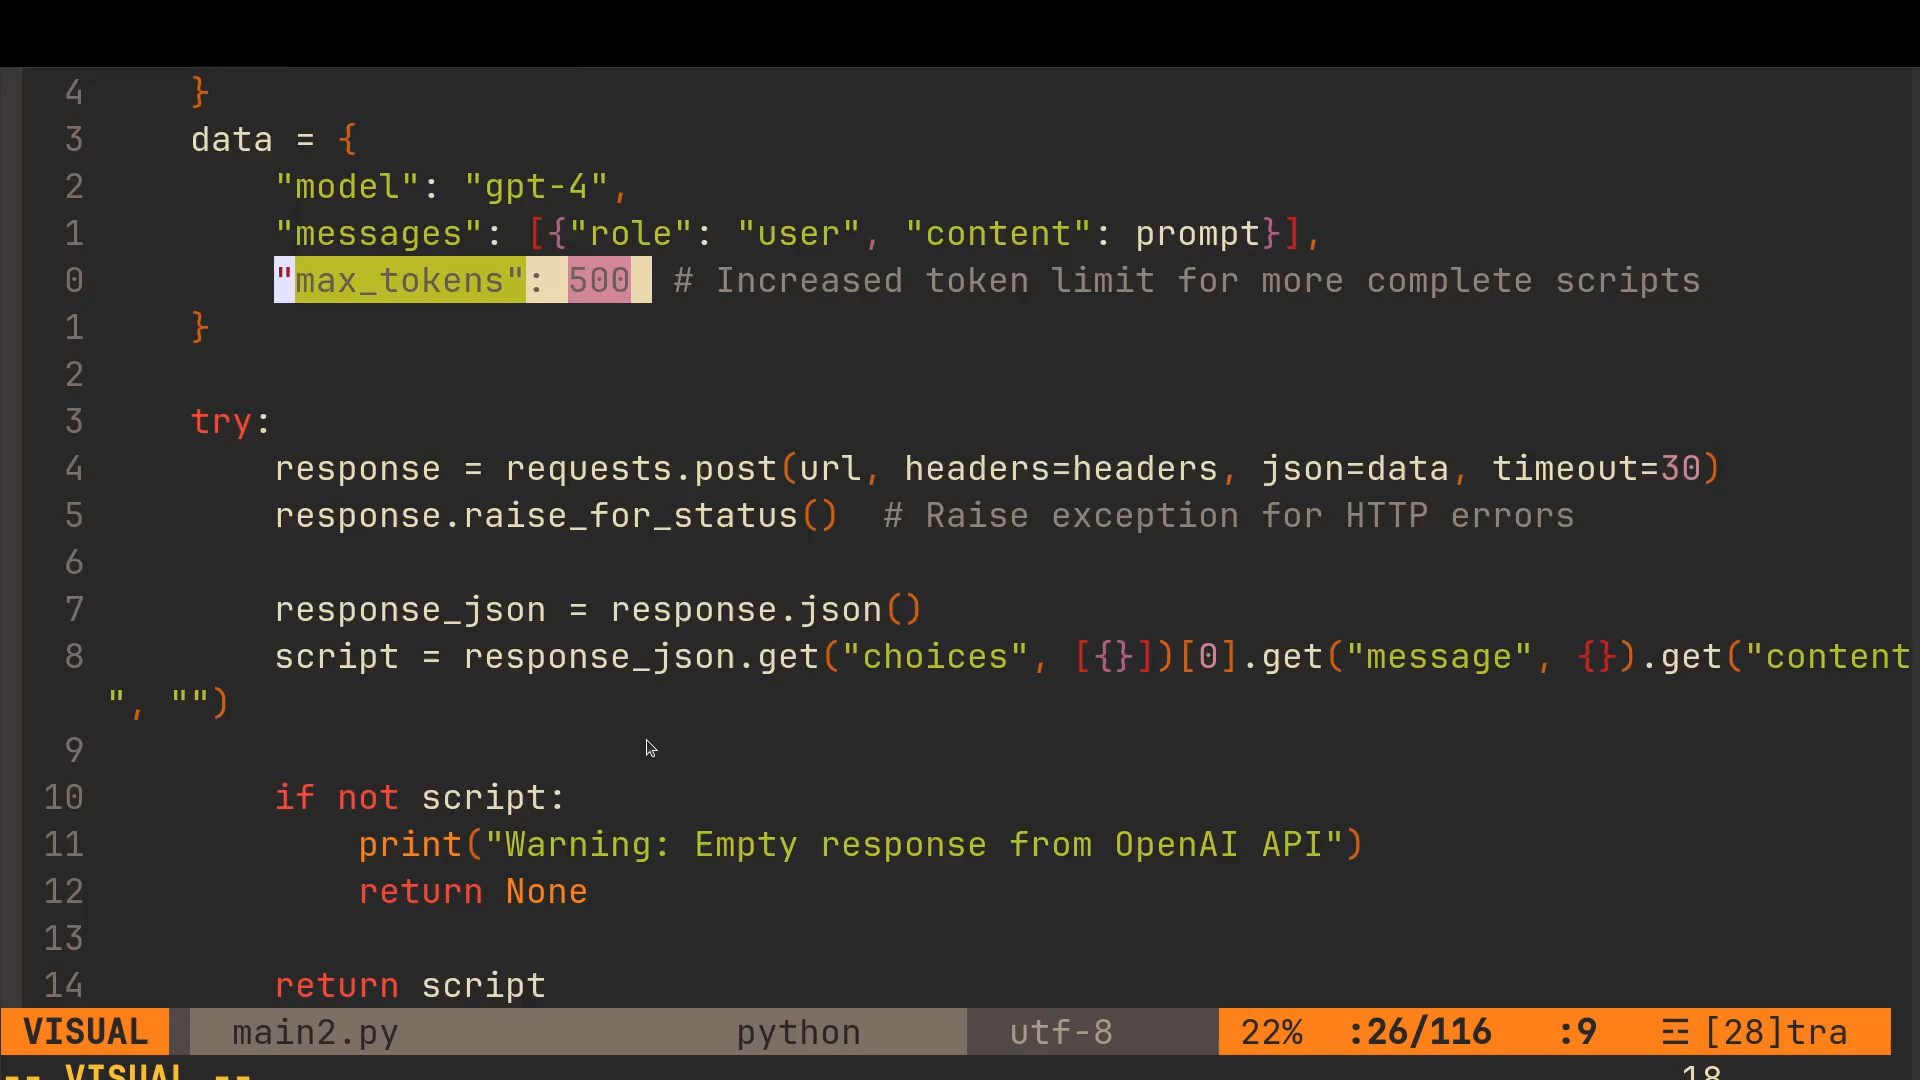 4 }
3 data = {
2 "model": "gpt-4",
1 "messages": [{"role": "user", "content": prompt}],
0 "max_tokens": 500  # Increased token limit for more complete scripts
1 }
2
3 try:
4 response = requests.post(url, headers=headers, json=data, timeout=30)
5 response.raise_for_status()  # Raise exception for HTTP errors
6
7 response_json = response.json()
8 script = response_json.get("choices", [{}])[0].get("message", {}).get("content
", "")
9
10 if not script:
11 print("Warning: Empty response from OpenAI API")
12 return None
13
14 return script
VISUAL main2.py python utf-8 22% :26/116 :9 ☲ [28]tra
-- VISUAL -- 18